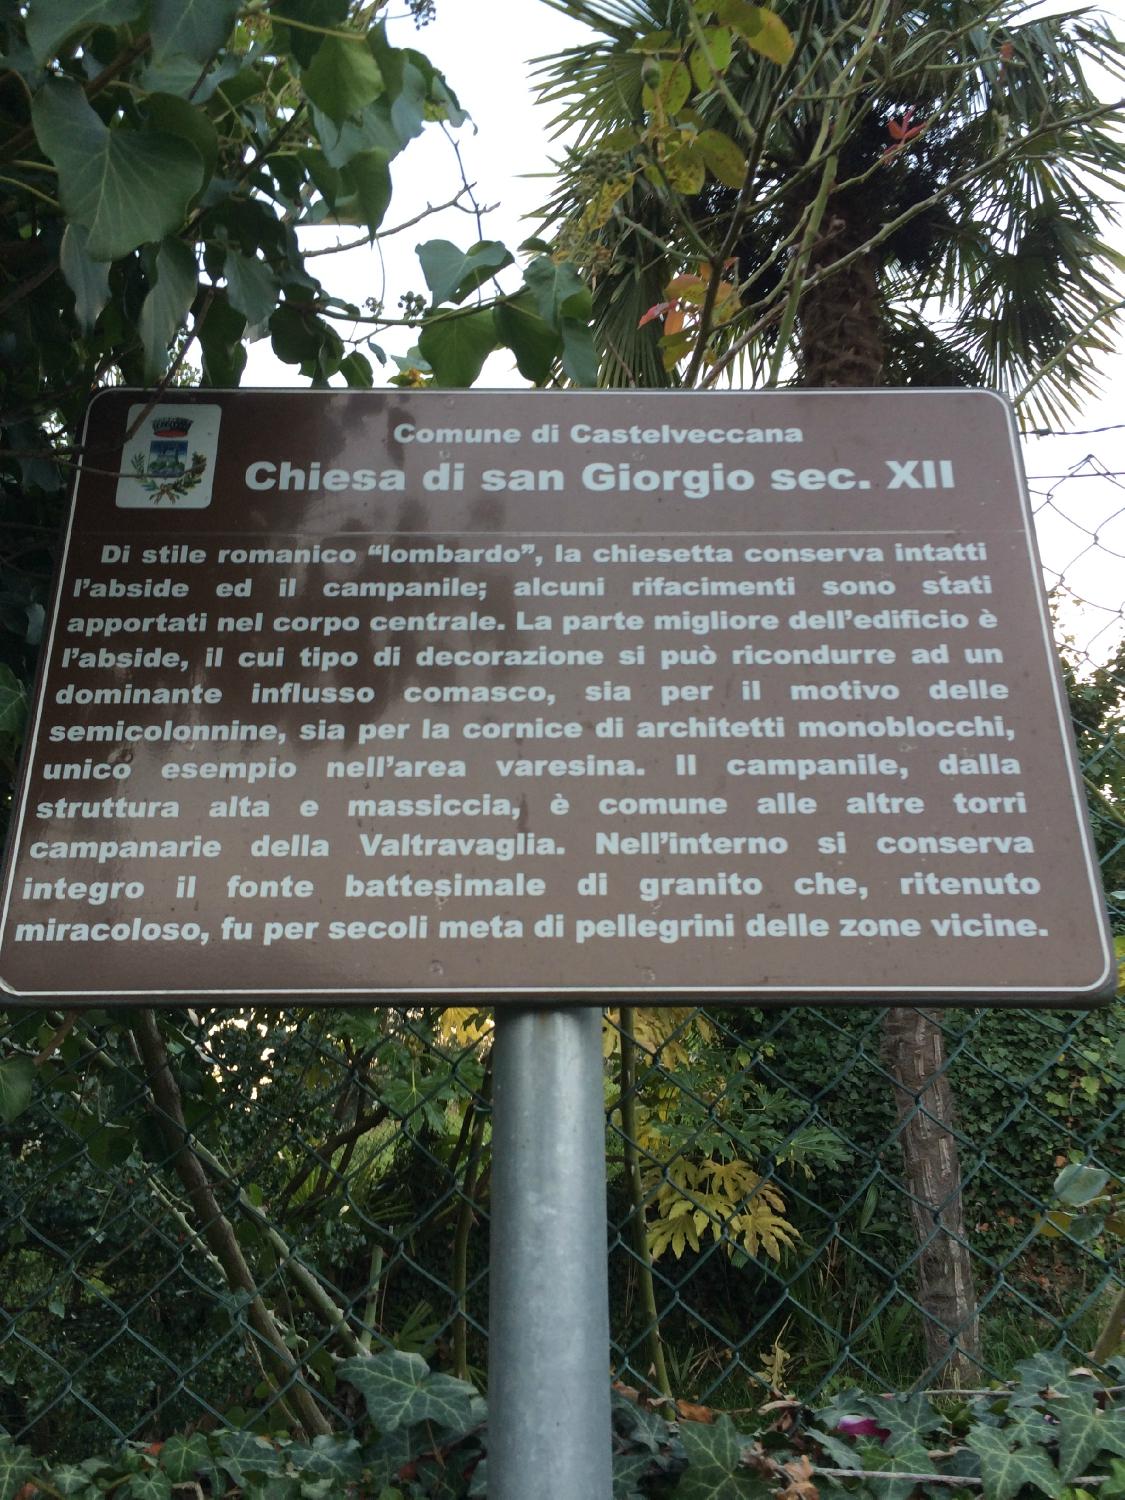 Comune di Castelveccana
Chiesa di san Giorgio sec. XII
Di stile romanico “lombardo”, la chiesetta conserva intatti
l’abside ed il campanile; alcuni rifacimenti sono stati
apportati nel corpo centrale. La parte migliore dell’edificio è
l’abside, il cui tipo di decorazione si può ricondurre ad un
dominante influsso comasco, sia per il motivo delle
semicolonnine, sia per la cornice di architetti monoblocchi,
unico esempio nell’area varesina. Il campanile, dalla
struttura alta e massiccia, è comune alle altre torri
campanarie della Valtravaglia. Nell’interno si conserva
integro il fonte battesimale di granito che, ritenuto
miracoloso, fu per secoli meta di pellegrini delle zone vicine.